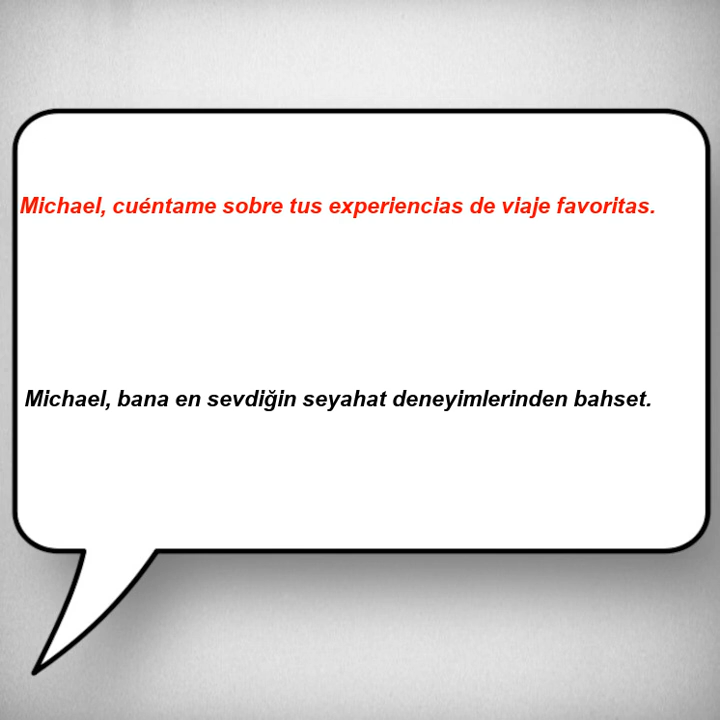 Michael, cuéntame sobre tus experiencias de viaje favoritas.
Michael, bana en sevdiğin seyahat deneyimlerinden bahset.